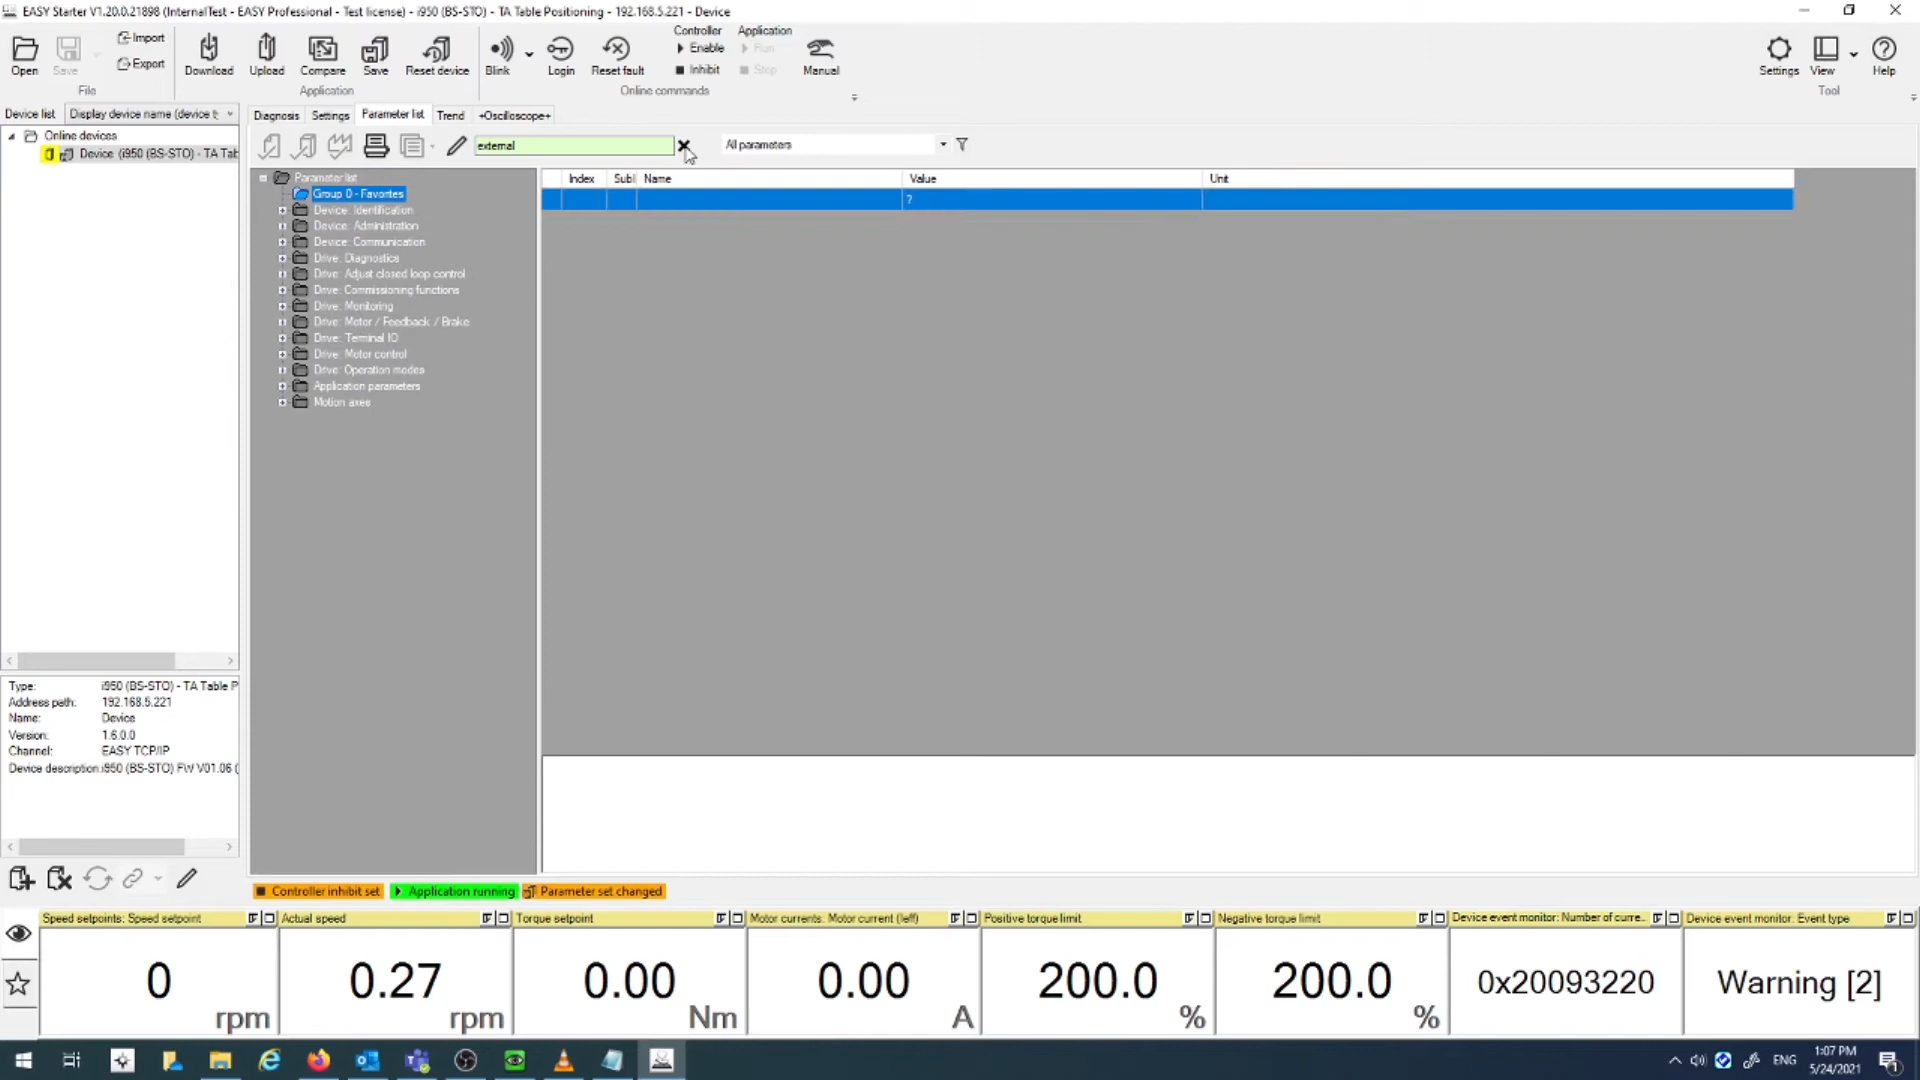 EASY Starter V1.20.0.21898 (InternalTest - EASY Professional - Test license) - i950 (BS-STO) - TA Table Positioning - 192.168.5.221 - Device
Open
Save
Import
Export
File
Download
Upload
Compare
Save
Reset device
Application
Blink
Login
Reset fault
Controller
Enable
Inhibit
Application
Run
Stop
Manual
Online commands
Settings
View
Help
Tool
Device list
Display device name (device t
Diagnosis
Settings
Parameter list
Trend
+Oscilloscope+
Online devices
Device (i950 (BS-STO) - TA Tab
external
All parameters
Parameter list
Group 0 - Favorites
Device: Identification
Device: Administration
Device: Communication
Drive: Diagnostics
Drive: Adjust closed loop control
Drive: Commissioning functions
Drive: Monitoring
Drive: Motor / Feedback / Brake
Drive: Terminal IO
Drive: Motor control
Drive: Operation modes
Application parameters
Motion axes
Index
SubI
Name
Value
Unit
?
Type: i950 (BS-STO) - TA Table P
Address path: 192.168.5.221
Name: Device
Version: 1.6.0.0
Channel: EASY TCP/IP
Device description: i950 (BS-STO) FW V01.06 (
Controller inhibit set
Application running
Parameter set changed
Speed setpoints: Speed setpoint
0
rpm
Actual speed
0.27
rpm
Torque setpoint
0.00
Nm
Motor currents: Motor current (Ieff)
0.00
A
Positive torque limit
200.0
%
Negative torque limit
200.0
%
Device event monitor: Number of curre...
0x20093220
Device event monitor: Event type
Warning [2]
ENG
1:07 PM
5/24/2021
1